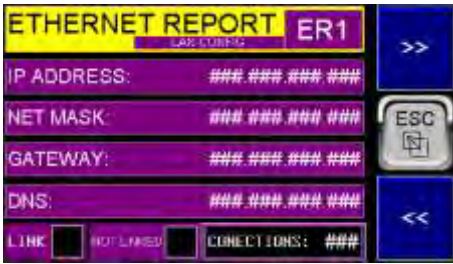 ETHERNET REPORT ER1 >>
LAN CONFIG
IP ADDRESS: ###.###.###.###
NET MASK: ###.###.###.###
ESC
GATEWAY: ###.###.###.###
DNS: ###.###.###.###
<<
LINK NOT LINKED CONECTIONS: ###